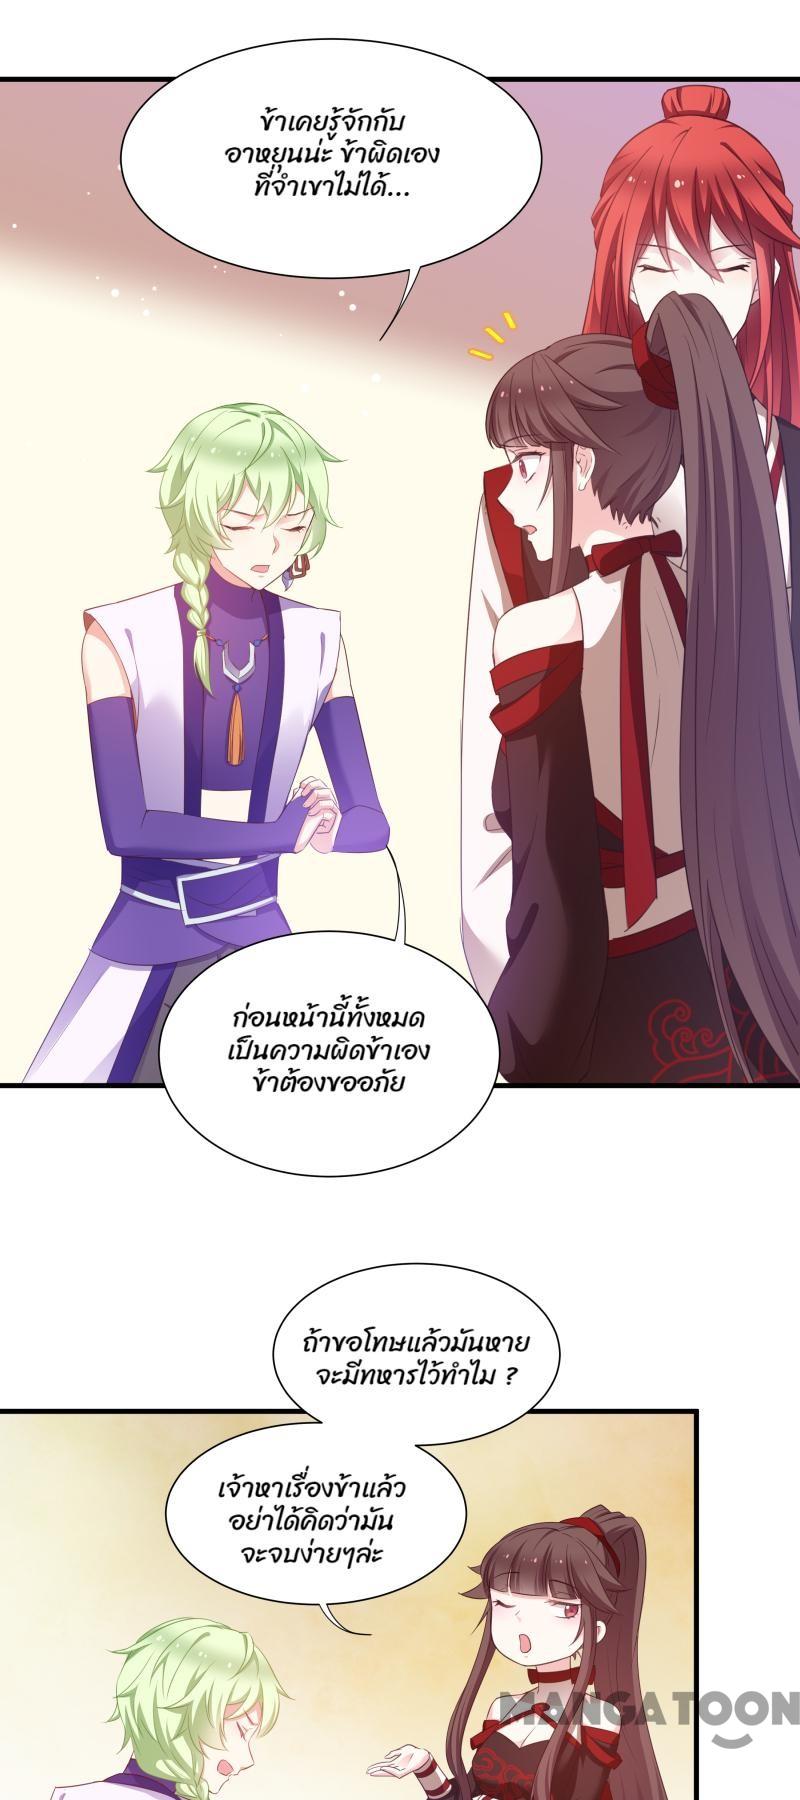 ข้าเคยรู้จักกับ
อาหยุนน่ะ ข้าผิดเอง
ที่จำเขาไม่ได้...
ก่อนหน้านี้ทั้งหมด
เป็นความผิดข้าเอง
ข้าต้องขออภัย
ถ้าขอโทษแล้วมันหาย
จะมีทหารไว้ทำไม ?
เจ้าหาเรื่องข้าแล้ว
อย่าได้คิดว่ามัน
จะจบง่ายๆล่ะ
MANGATOON